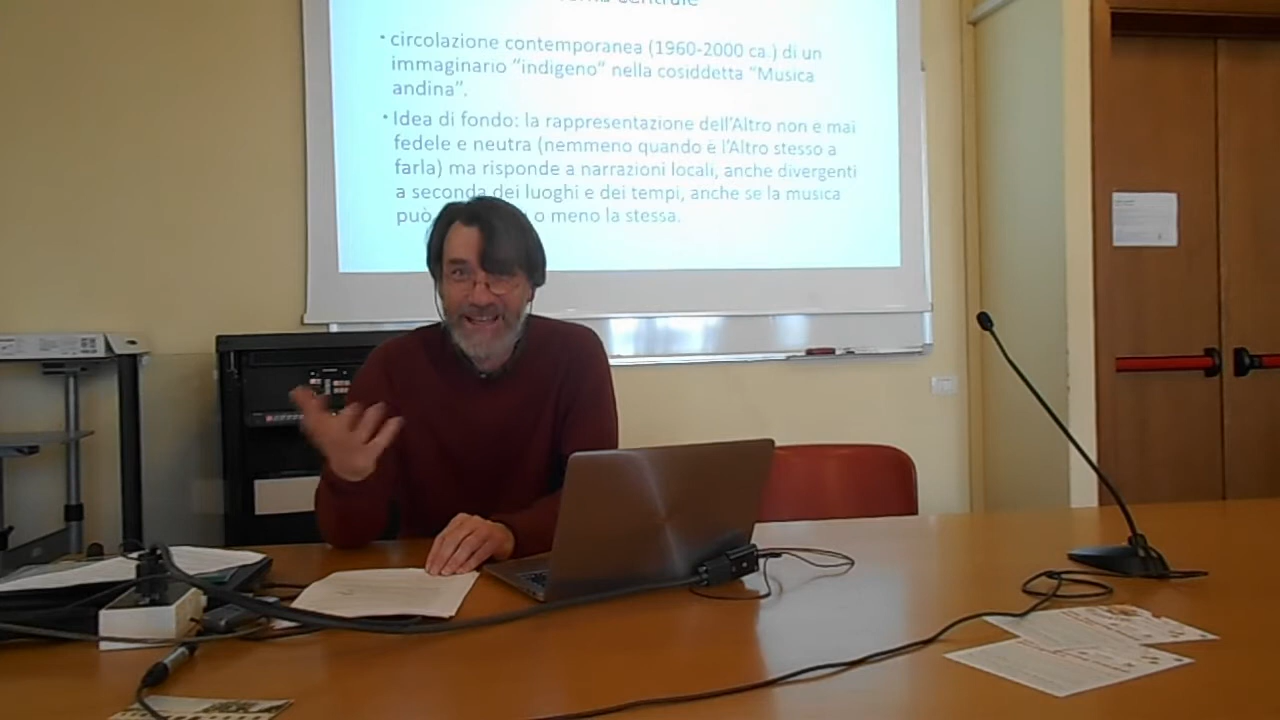 centrale
• circolazione contemporanea (1960-2000 ca.) di un
immaginario "indigeno" nella cosiddetta "Musica
andina".
• Idea di fondo: la rappresentazione dell'Altro non e mai
fedele e neutra (nemmeno quando è l'Altro stesso a
farla) ma risponde a narrazioni locali, anche divergenti
a seconda dei luoghi e dei tempi, anche se la musica
può o meno la stessa.